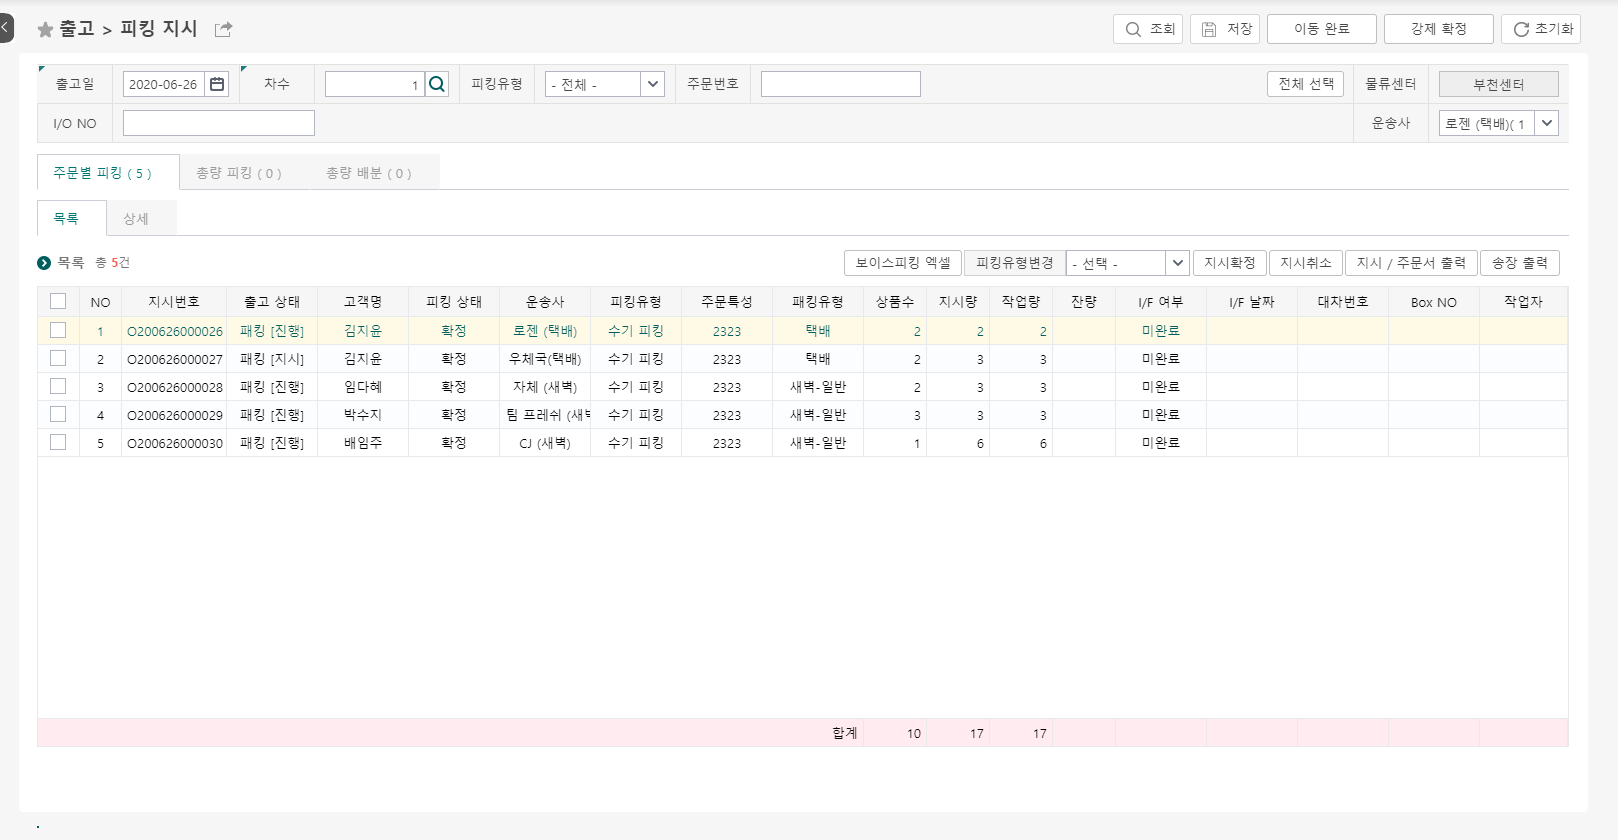 출고 > 피킹 지시
조회 저장 이동 완료 강제 확정 초기화
출고일 2020-06-26 차수 1 피킹유형 - 전체 - 주문번호 전체 선택 물류센터 부천센터
I/O NO 운송사 로젠 (택배)( 1
주문별 피킹 ( 5 ) 총량 피킹 ( 0 ) 총량 배분 ( 0 )
목록 상세
목록 총 5건 보이스피킹 엑셀 피킹유형변경 - 선택 - 지시확정 지시취소 지시 / 주문서 출력 송장 출력
NO 지시번호 출고 상태 고객명 피킹 상태 운송사 피킹유형 주문특성 패킹유형 상품수 지시량 작업량 잔량 I/F 여부 I/F 날짜 대차번호 Box NO 작업자
1 O200626000026 패킹 [진행] 김지윤 확정 로젠 (택배) 수기 피킹 2323 택배 2 2 2 미완료
2 O200626000027 패킹 [지시] 김지윤 확정 우체국(택배) 수기 피킹 2323 택배 2 3 3 미완료
3 O200626000028 패킹 [진행] 임다혜 확정 자체 (새벽) 수기 피킹 2323 새벽-일반 2 3 3 미완료
4 O200626000029 패킹 [진행] 박수지 확정 팀 프레쉬 (새벽 수기 피킹 2323 새벽-일반 3 3 3 미완료
5 O200626000030 패킹 [진행] 배임주 확정 CJ (새벽) 수기 피킹 2323 새벽-일반 1 6 6 미완료
합계 10 17 17